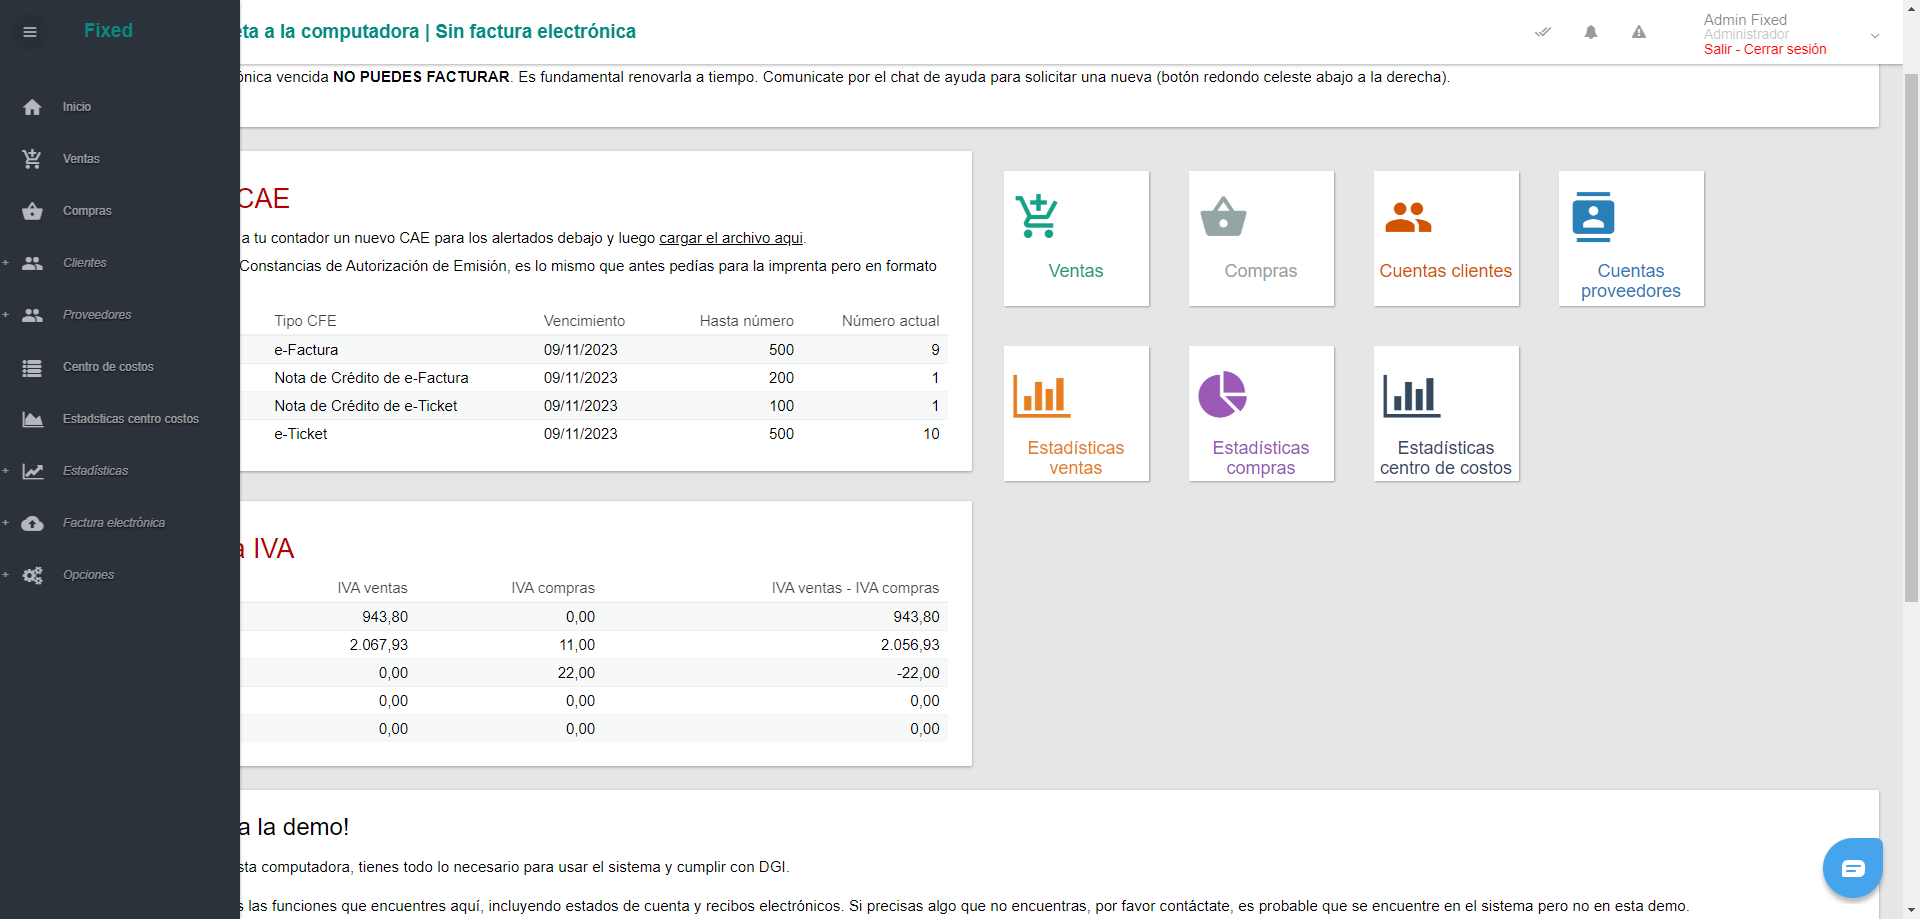 Fixed
eta a la computadora | Sin factura electrónica
Admin Fixed
Administrador
Salir - Cerrar sesión
ónica vencida NO PUEDES FACTURAR. Es fundamental renovarla a tiempo. Comunicate por el chat de ayuda para solicitar una nueva (botón redondo celeste abajo a la derecha).
Inicio
Ventas
Compras
Clientes
Proveedores
Centro de costos
Estadsticas centro costos
Estadísticas
Factura electrónica
Opciones
CAE
a tu contador un nuevo CAE para los alertados debajo y luego cargar el archivo aqui.
Constancias de Autorización de Emisión, es lo mismo que antes pedías para la imprenta pero en formato
Tipo CFE Vencimiento Hasta número Número actual
e-Factura 09/11/2023 500 9
Nota de Crédito de e-Factura 09/11/2023 200 1
Nota de Crédito de e-Ticket 09/11/2023 100 1
e-Ticket 09/11/2023 500 10
Ventas
Compras
Cuentas clientes
Cuentas
proveedores
Estadísticas
ventas
Estadísticas
compras
Estadísticas
centro de costos
a IVA
IVA ventas IVA compras IVA ventas - IVA compras
943,80 0,00 943,80
2.067,93 11,00 2.056,93
0,00 22,00 -22,00
0,00 0,00 0,00
0,00 0,00 0,00
a la demo!
sta computadora, tienes todo lo necesario para usar el sistema y cumplir con DGI.
s las funciones que encuentres aquí, incluyendo estados de cuenta y recibos electrónicos. Si precisas algo que no encuentras, por favor contáctate, es probable que se encuentre en el sistema pero no en esta demo.